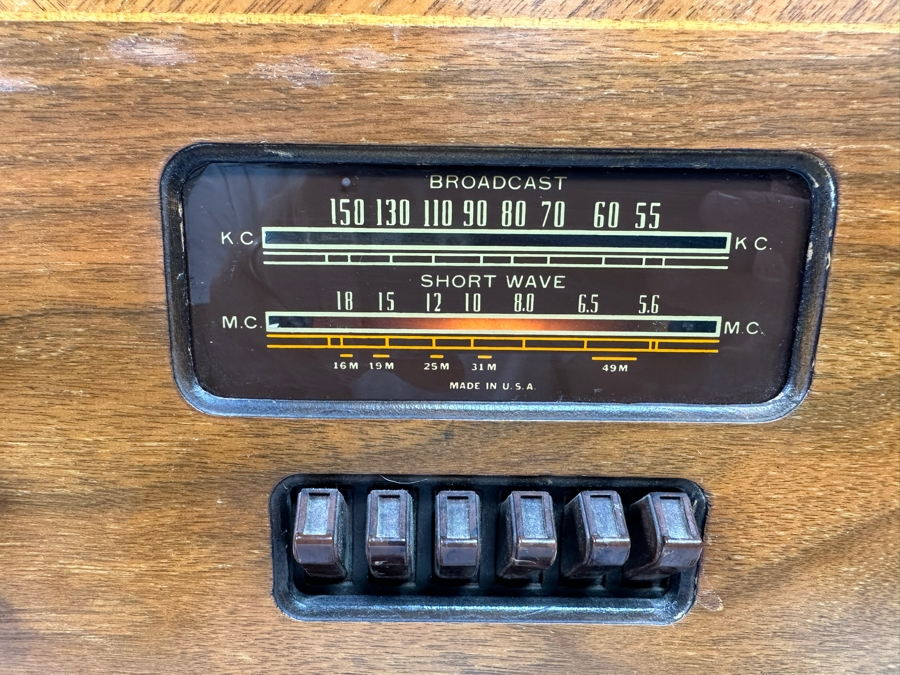 BROADCAST
150 130 110 90 80 70 60 55
K.C. K C.
SHORT WAVE
18 15 12 10 8.0 6.5 5.6
M.C. M.C.
16M 19M 25M 31M 49M
MADE IN U.S.A.